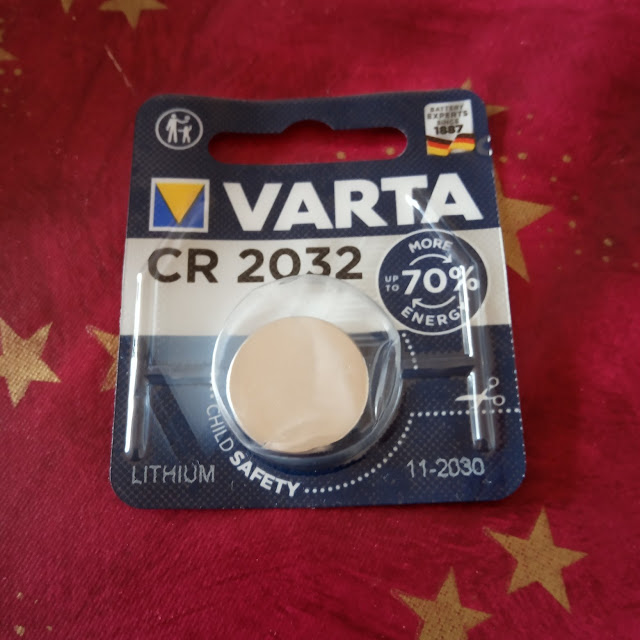 BATTERY
EXPERTS
SINCE
1887
VARTA
CR 2032
MORE
UP TO 70%
ENERGY
CHILD SAFETY
LITHIUM
11-2030